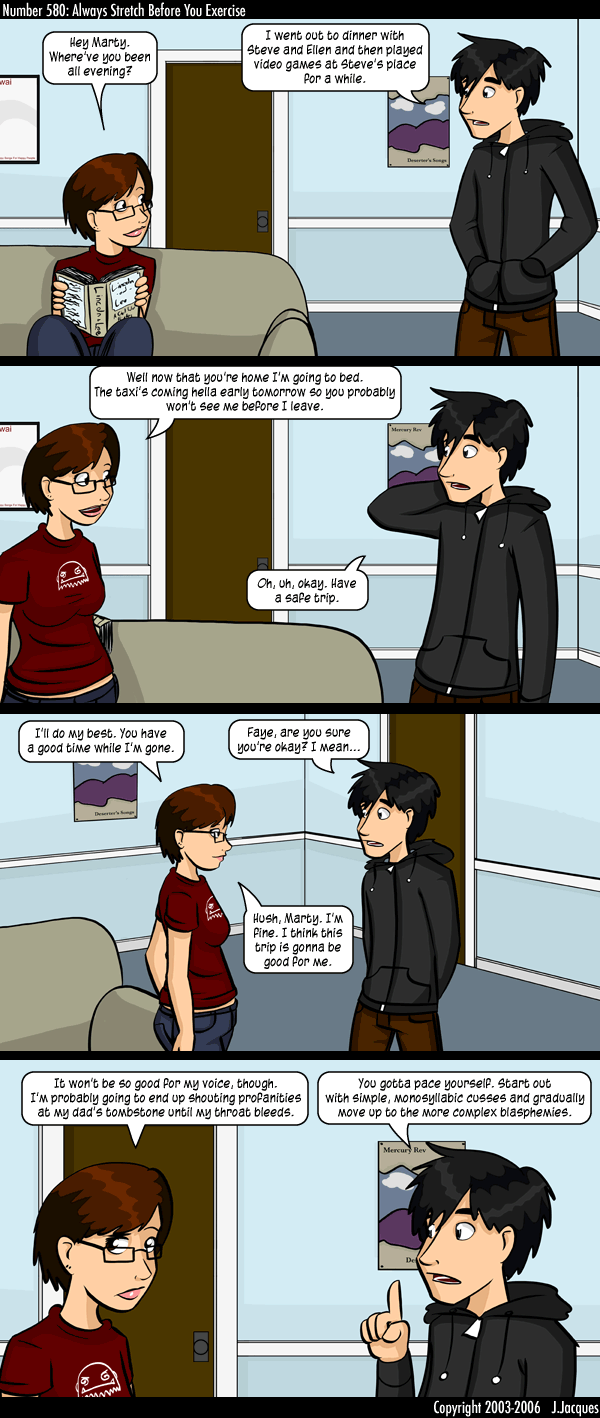 Number 580: Always Stretch Before You Exercise
Hey Marty.
Where've you been
all evening?
I went out to dinner with
Steve and Ellen and then played
video games at Steve's place
for a while.
wai
Deserter's Songs
Lincoln & Lee
Well now that you're home I'm going to bed.
The taxi's coming hella early tomorrow so you probably
won't see me before I leave.
wai
Mercury Rev
Oh, uh, okay. Have
a safe trip.
I'll do my best. You have
a good time while I'm gone.
Faye, are you sure
you're okay? I mean...
Deserter's Songs
Hush, Marty. I'm
fine. I think this
trip is gonna be
good for me.
It won't be so good for my voice, though.
I'm probably going to end up shouting profanities
at my dad's tombstone until my throat bleeds.
You gotta pace yourself. Start out
with simple, monosyllabic cusses and gradually
move up to the more complex blasphemies.
Mercury Rev
De
Copyright 2003-2006 J.Jacques